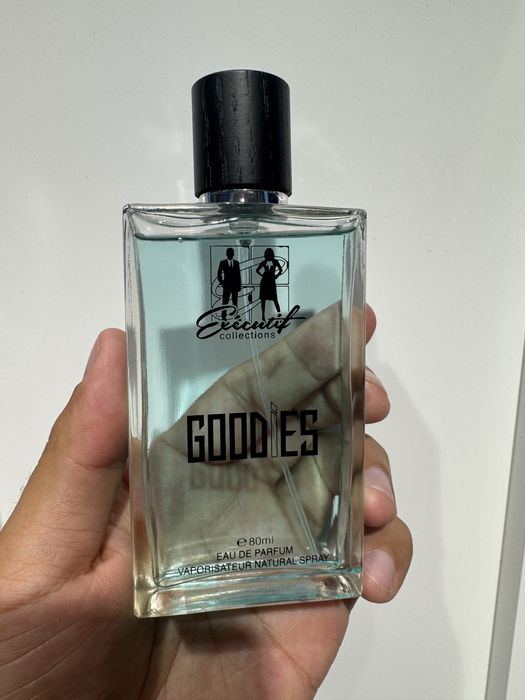 Exécutif
collections
GOODIES
℮ 80ml
EAU DE PARFUM
VAPORISATEUR NATURAL SPRAY